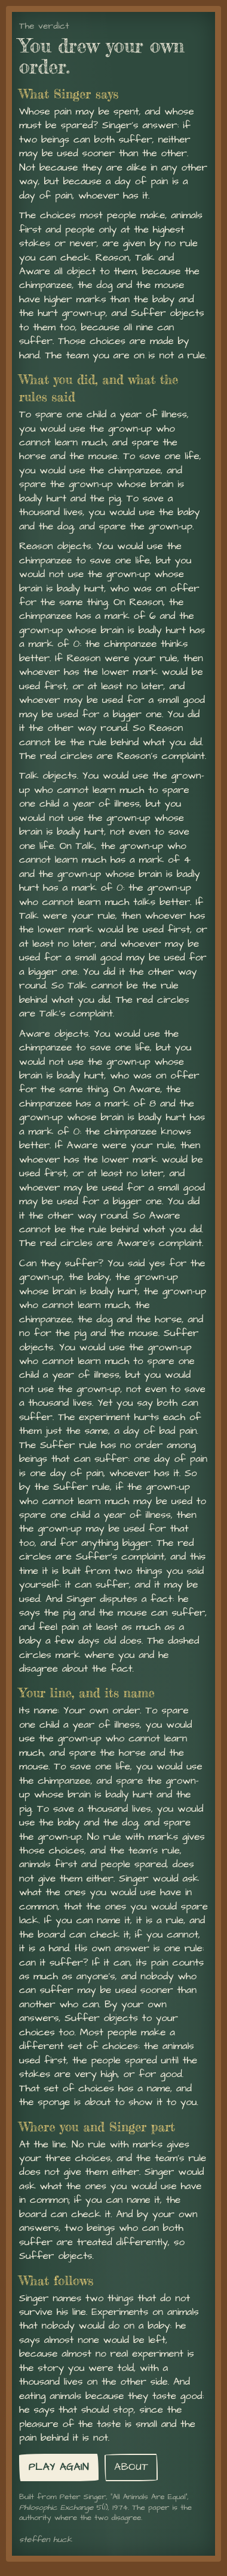 The verdict
You drew your own
order.
What Singer says
Whose pain may be spent, and whose
must be spared? Singer's answer: if
two beings can both suffer, neither
may be used sooner than the other.
Not because they are alike in any other
way, but because a day of pain is a
day of pain, whoever has it.
The choices most people make, animals
first and people only at the highest
stakes or never, are given by no rule
you can check. Reason, Talk and
Aware all object to them, because the
chimpanzee, the dog and the mouse
have higher marks than the baby and
the hurt grown-up, and Suffer objects
to them too, because all nine can
suffer. Those choices are made by
hand. The team you are on is not a rule.
What you did, and what the
rules said
To spare one child a year of illness,
you would use the grown-up who
cannot learn much, and spare the
horse and the mouse. To save one life,
you would use the chimpanzee, and
spare the grown-up whose brain is
badly hurt and the pig. To save a
thousand lives, you would use the baby
and the dog, and spare the grown-up.
Reason objects. You would use the
chimpanzee to save one life, but you
would not use the grown-up whose
brain is badly hurt, who was on offer
for the same thing. On Reason, the
chimpanzee has a mark of 6 and the
grown-up whose brain is badly hurt has
a mark of 0: the chimpanzee thinks
better. If Reason were your rule, then
whoever has the lower mark would be
used first, or at least no later, and
whoever may be used for a small good
may be used for a bigger one. You did
it the other way round. So Reason
cannot be the rule behind what you did.
The red circles are Reason's complaint.
Talk objects. You would use the grown-
up who cannot learn much to spare
one child a year of illness, but you
would not use the grown-up whose
brain is badly hurt, not even to save
one life. On Talk, the grown-up who
cannot learn much has a mark of 4
and the grown-up whose brain is badly
hurt has a mark of 0: the grown-up
who cannot learn much talks better. If
Talk were your rule, then whoever has
the lower mark would be used first, or
at least no later, and whoever may be
used for a small good may be used for
a bigger one. You did it the other way
round. So Talk cannot be the rule
behind what you did. The red circles
are Talk's complaint.
Aware objects. You would use the
chimpanzee to save one life, but you
would not use the grown-up whose
brain is badly hurt, who was on offer
for the same thing. On Aware, the
chimpanzee has a mark of 8 and the
grown-up whose brain is badly hurt has
a mark of 0: the chimpanzee knows
better. If Aware were your rule, then
whoever has the lower mark would be
used first, or at least no later, and
whoever may be used for a small good
may be used for a bigger one. You did
it the other way round. So Aware
cannot be the rule behind what you did.
The red circles are Aware's complaint.
Can they suffer? You said yes for the
grown-up, the baby, the grown-up
whose brain is badly hurt, the grown-up
who cannot learn much, the
chimpanzee, the dog and the horse, and
no for the pig and the mouse. Suffer
objects. You would use the grown-up
who cannot learn much to spare one
child a year of illness, but you would
not use the grown-up, not even to save
a thousand lives. Yet you say both can
suffer. The experiment hurts each of
them just the same, a day of bad pain.
The Suffer rule has no order among
beings that can suffer: one day of pain
is one day of pain, whoever has it. So
by the Suffer rule, if the grown-up
who cannot learn much may be used to
spare one child a year of illness, then
the grown-up may be used for that
too, and for anything bigger. The red
circles are Suffer's complaint, and this
time it is built from two things you said
yourself: it can suffer, and it may be
used. And Singer disputes a fact: he
says the pig and the mouse can suffer,
and feel pain at least as much as a
baby a few days old does. The dashed
circles mark where you and he
disagree about the fact.
Your line, and its name
Its name: Your own order. To spare
one child a year of illness, you would
use the grown-up who cannot learn
much, and spare the horse and the
mouse. To save one life, you would use
the chimpanzee, and spare the grown-
up whose brain is badly hurt and the
pig. To save a thousand lives, you would
use the baby and the dog, and spare
the grown-up. No rule with marks gives
those choices, and the team's rule,
animals first and people spared, does
not give them either. Singer would ask
what the ones you would use have in
common, that the ones you would spare
lack. If you can name it, it is a rule, and
the board can check it; if you cannot,
it is a hand. His own answer is one rule:
can it suffer? If it can, its pain counts
as much as anyone's, and nobody who
can suffer may be used sooner than
another who can. By your own
answers, Suffer objects to your
choices too. Most people make a
different set of choices: the animals
used first, the people spared until the
stakes are very high, or for good.
That set of choices has a name, and
the sponge is about to show it to you.
Where you and Singer part
At the line. No rule with marks gives
your three choices, and the team's rule
does not give them either. Singer would
ask what the ones you would use have
in common; if you can name it, the
board can check it. And by your own
answers, two beings who can both
suffer are treated differently, so
Suffer objects.
What follows
Singer names two things that do not
survive his line. Experiments on animals
that nobody would do on a baby: he
says almost none would be left,
because almost no real experiment is
the story you were told, with a
thousand lives on the other side. And
eating animals because they taste good:
he says that should stop, since the
pleasure of the taste is small and the
pain behind it is not.
PLAY AGAIN
ABOUT
Built from Peter Singer, "All Animals Are Equal",
Philosophic Exchange 5(1), 1974. The paper is the
authority where the two disagree.
steffen huck